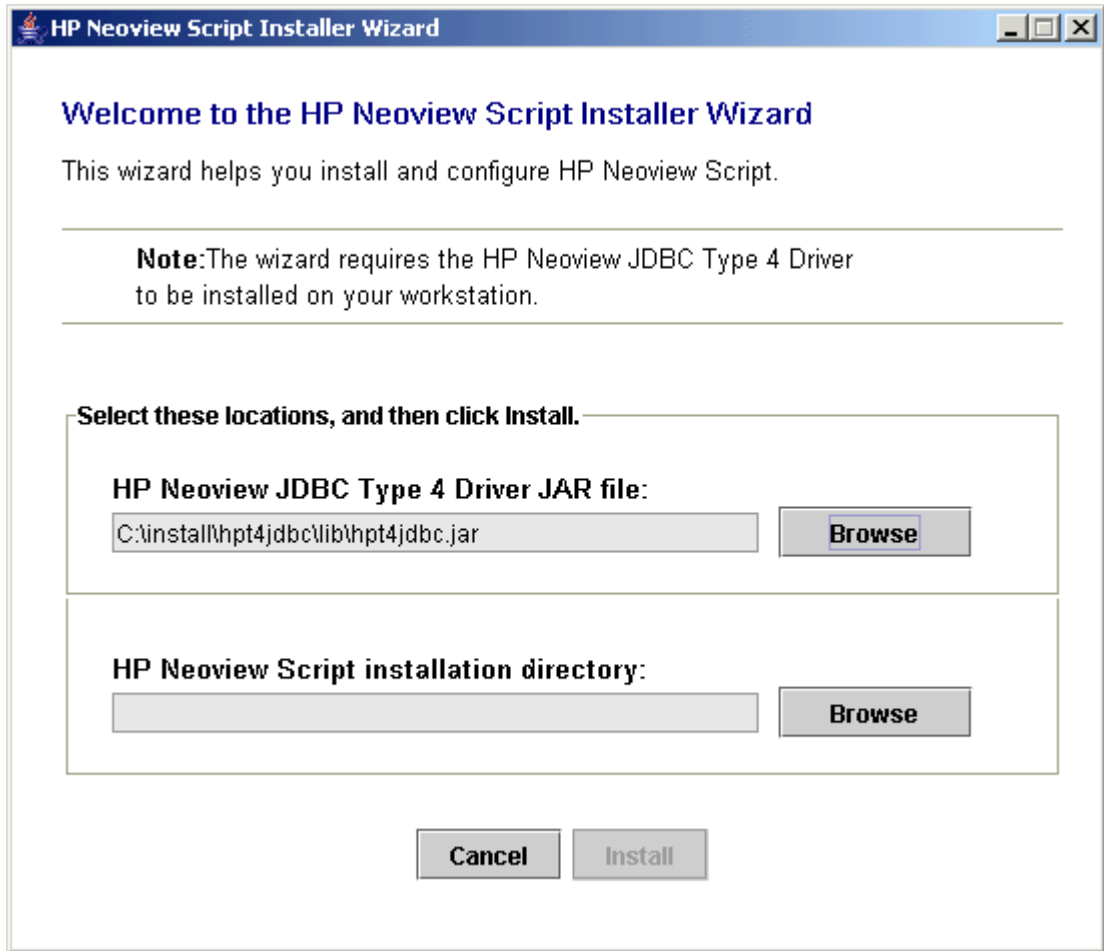 HP Neoview Script Installer Wizard
Welcome to the HP Neoview Script Installer Wizard
This wizard helps you install and configure HP Neoview Script.
Note:The wizard requires the HP Neoview JDBC Type 4 Driver
to be installed on your workstation.
Select these locations, and then click Install.
HP Neoview JDBC Type 4 Driver JAR file:
C:\install\hpt4jdbc\lib\hpt4jdbc.jar
Browse
HP Neoview Script installation directory:
Browse
Cancel
Install